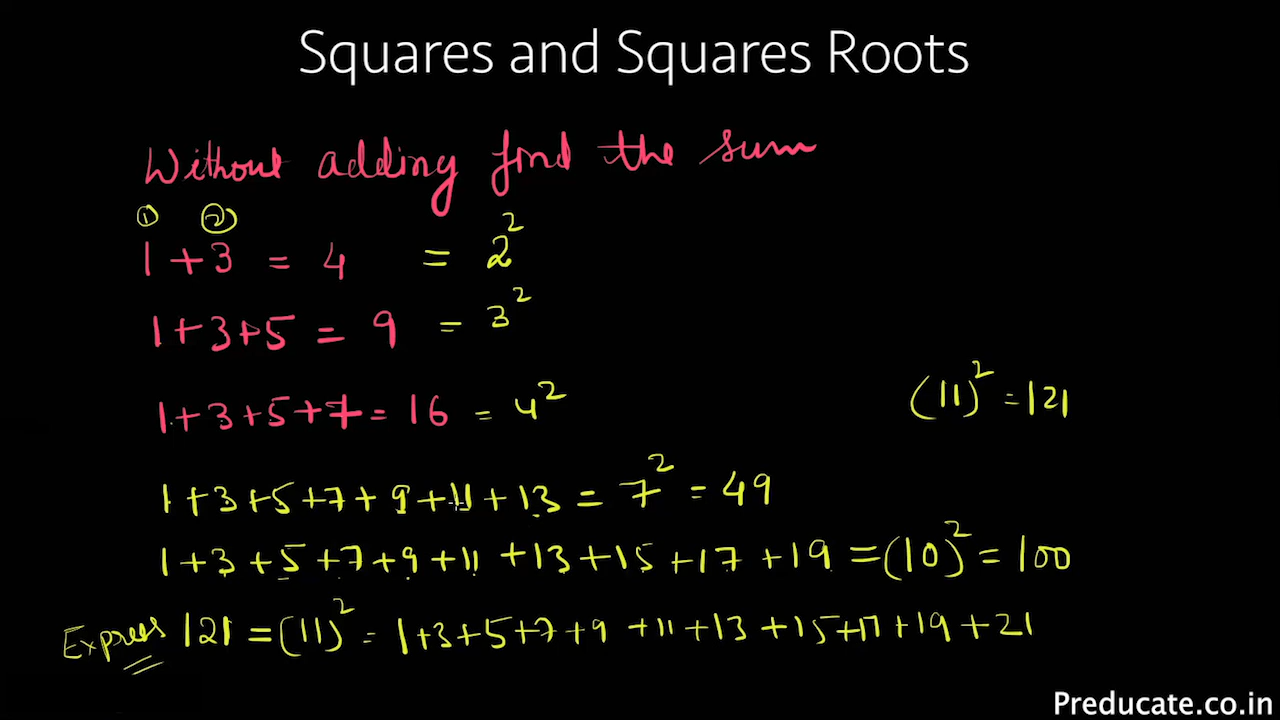 Squares and Squares Roots
Without adding find the sum
① ②
1 + 3 = 4 = 2²
1 + 3 + 5 = 9 = 3²
1 + 3 + 5 + 7 = 16 = 4²
(11)² = 121
1 + 3 + 5 + 7 + 9 + 11 + 13 = 7² = 49
1 + 3 + 5 + 7 + 9 + 11 + 13 + 15 + 17 + 19 = (10)² = 100
Express 121 = (11)² = 1 + 3 + 5 + 7 + 9 + 11 + 13 + 15 + 17 + 19 + 21
Preducate.co.in